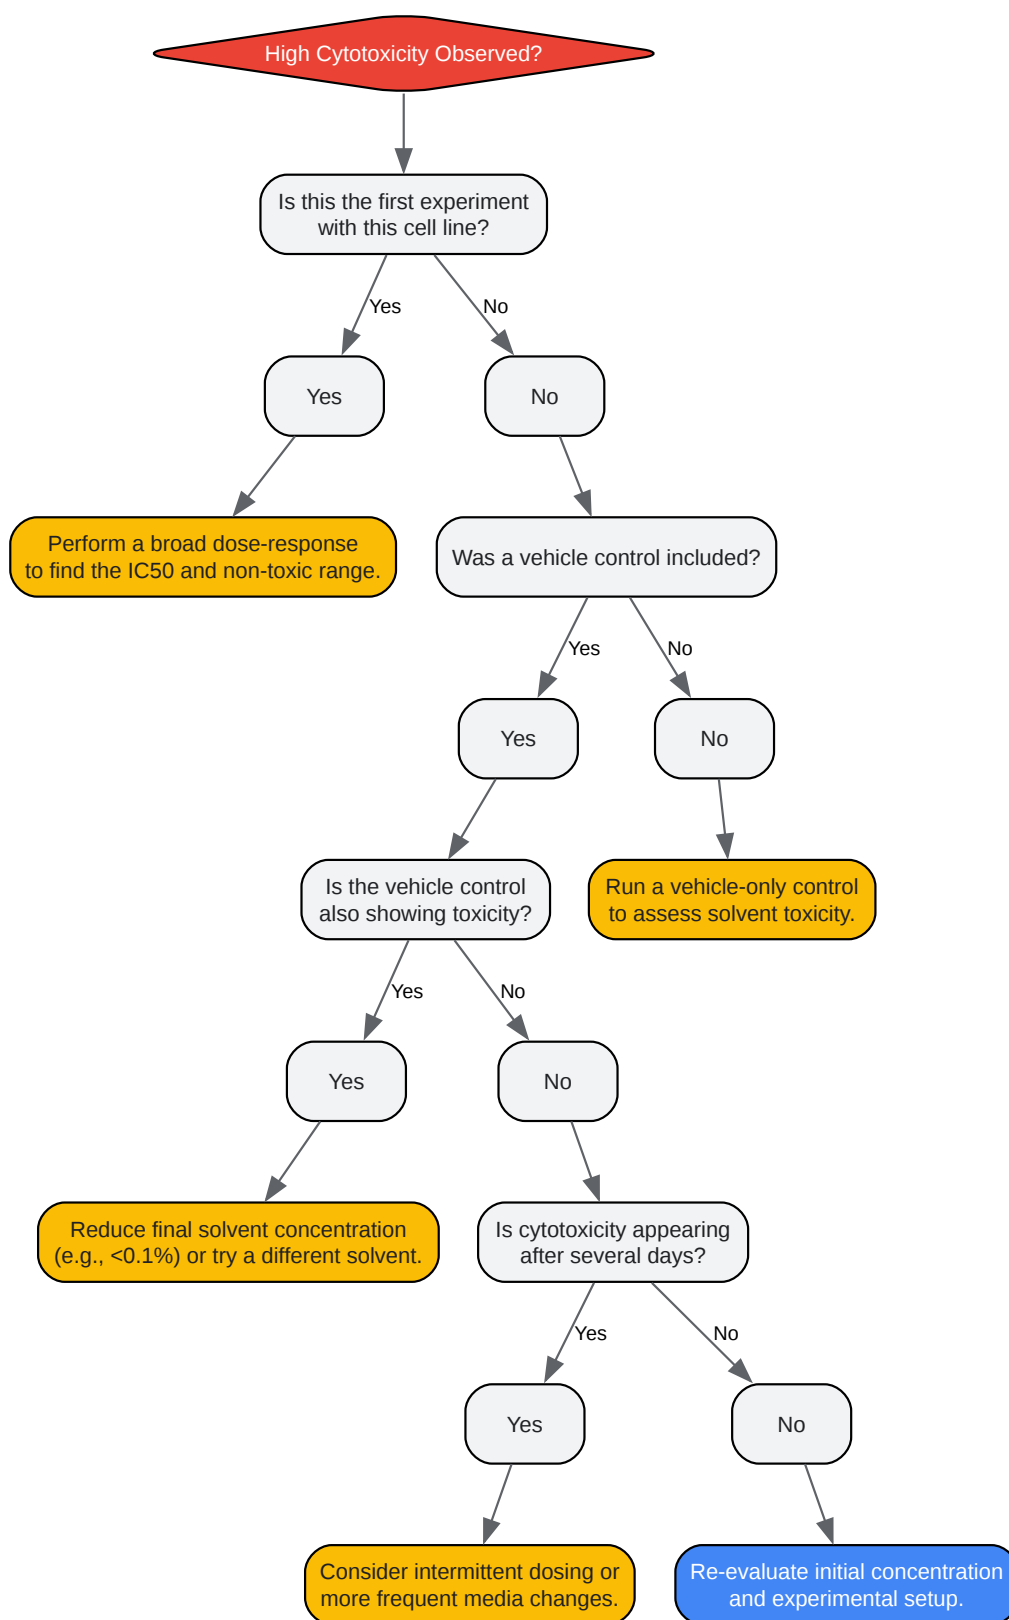 High Cytotoxicity Observed?
Is this the first experiment
with this cell line?
Yes
No
Yes
No
Perform a broad dose-response
to find the IC50 and non-toxic range.
Was a vehicle control included?
Yes
No
Yes
No
Is the vehicle control
also showing toxicity?
Run a vehicle-only control
to assess solvent toxicity.
Yes
No
Yes
No
Reduce final solvent concentration
(e.g., <0.1%) or try a different solvent.
Is cytotoxicity appearing
after several days?
Yes
No
Yes
No
Consider intermittent dosing or
more frequent media changes.
Re-evaluate initial concentration
and experimental setup.